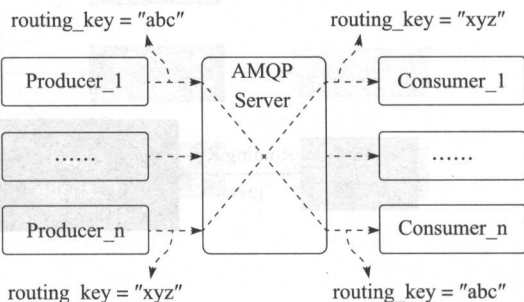 routing_key = "abc"
routing_key = "xyz"
Producer_1
AMQP
Server
Consumer_1
......
......
Producer_n
Consumer_n
routing_key = "xyz"
routing_key = "abc"